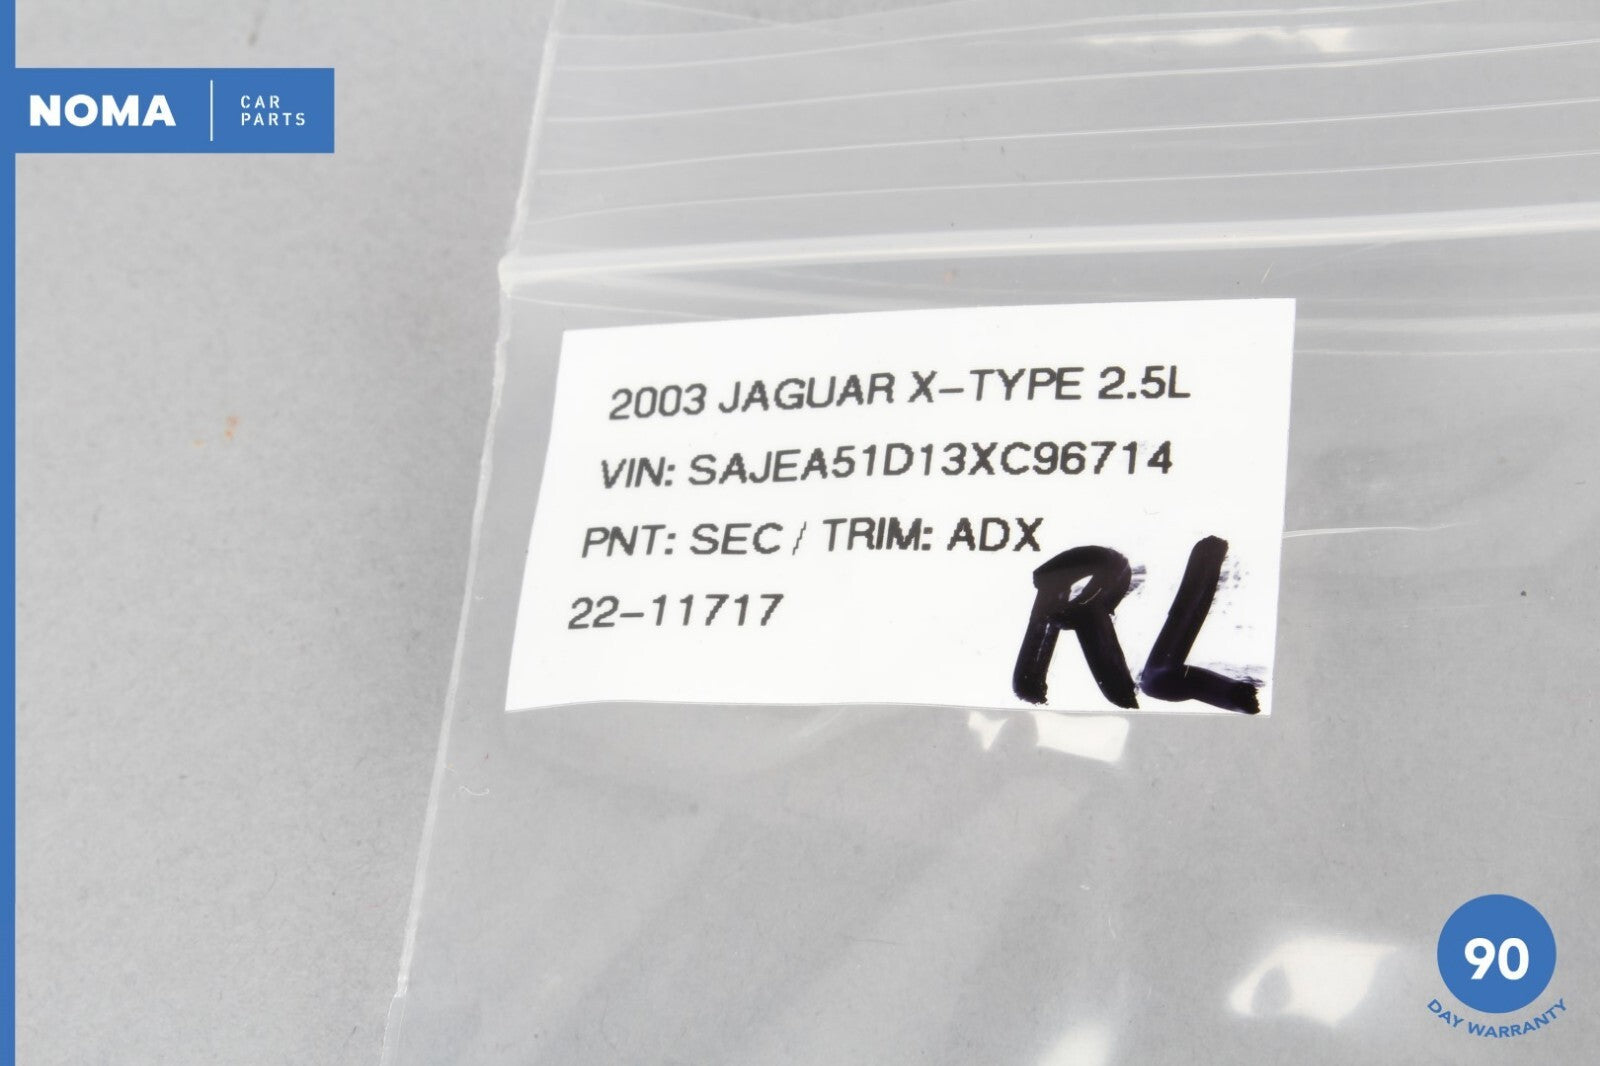 NOMA
CAR
PARTS
2003 JAGUAR X-TYPE 2.5L
VIN: SAJEA51D13XC96714
PNT: SEC / TRIM: ADX
22-11717
RL
90
DAY WARRANTY